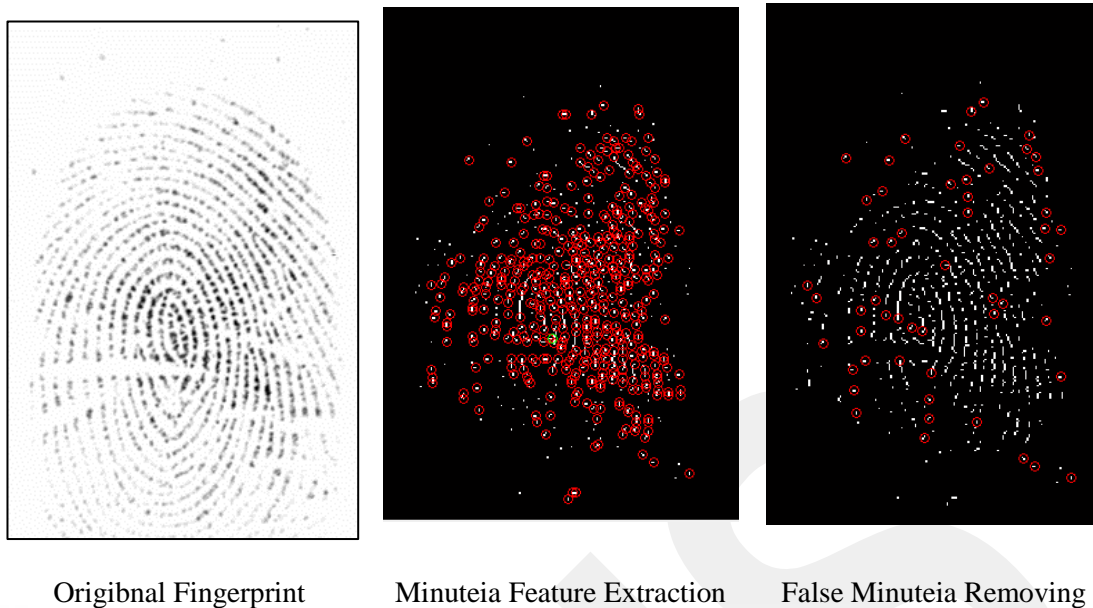 Origibnal Fingerprint
Minuteia Feature Extraction
False Minuteia Removing